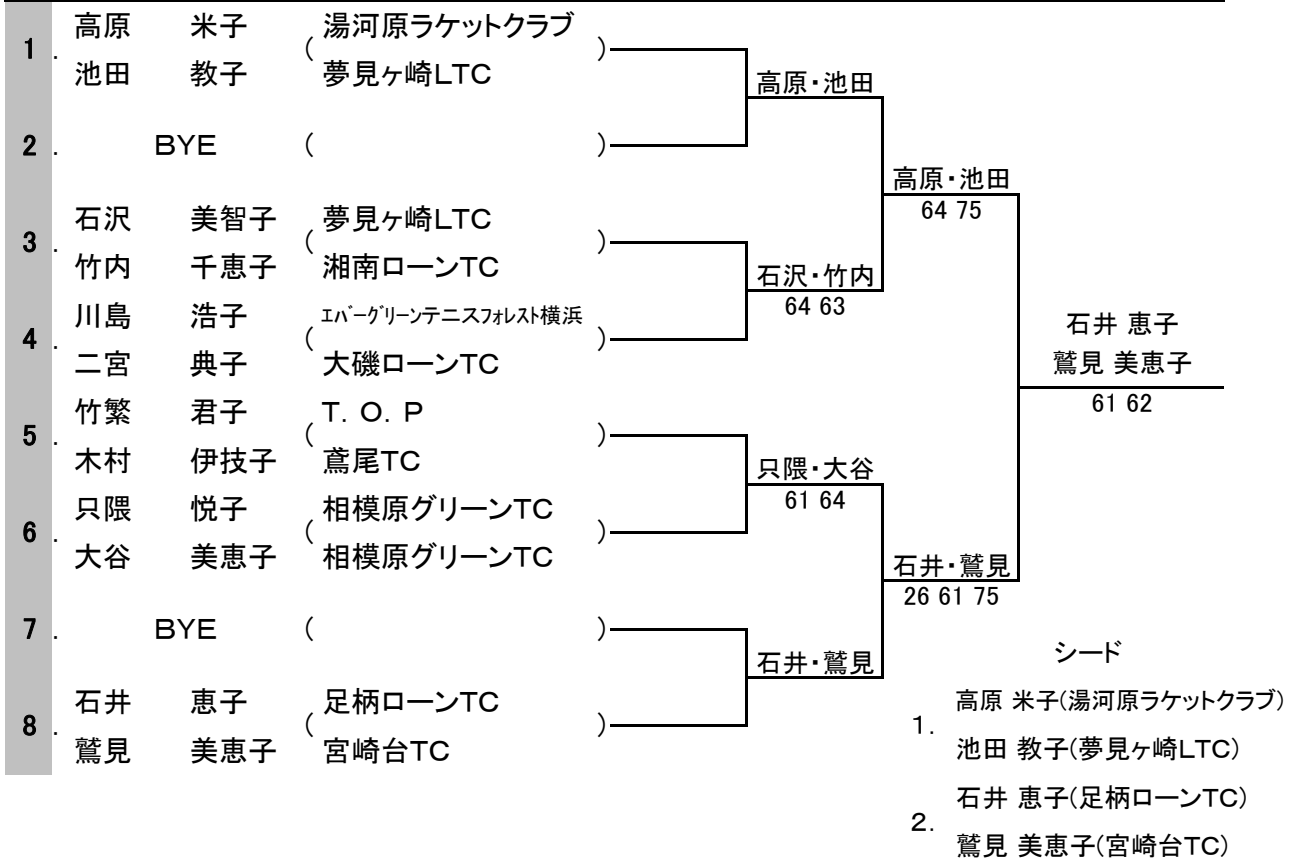 1 . 高原 米子 ( 湯河原ラケットクラブ )
池田 教子 夢見ヶ崎LTC
高原・池田
2 . BYE ( )
高原・池田
64 75
3 . 石沢 美智子 ( 夢見ヶ崎LTC )
竹内 千恵子 湘南ローンTC
石沢・竹内
64 63
4 . 川島 浩子 ( エバーグリーンテニスフォレスト横浜 )
二宮 典子 大磯ローンTC
石井 恵子
鷲見 美恵子
61 62
5 . 竹繁 君子 ( T．O．P )
木村 伊技子 鳶尾TC
只隈・大谷
61 64
6 . 只隈 悦子 ( 相模原グリーンTC )
大谷 美恵子 相模原グリーンTC
石井・鷲見
26 61 75
7 . BYE ( )
石井・鷲見
8 . 石井 恵子 ( 足柄ローンTC )
鷲見 美恵子 宮崎台TC
シード
1. 高原 米子(湯河原ラケットクラブ)
池田 教子(夢見ヶ崎LTC)
2. 石井 恵子(足柄ローンTC)
鷲見 美恵子(宮崎台TC)